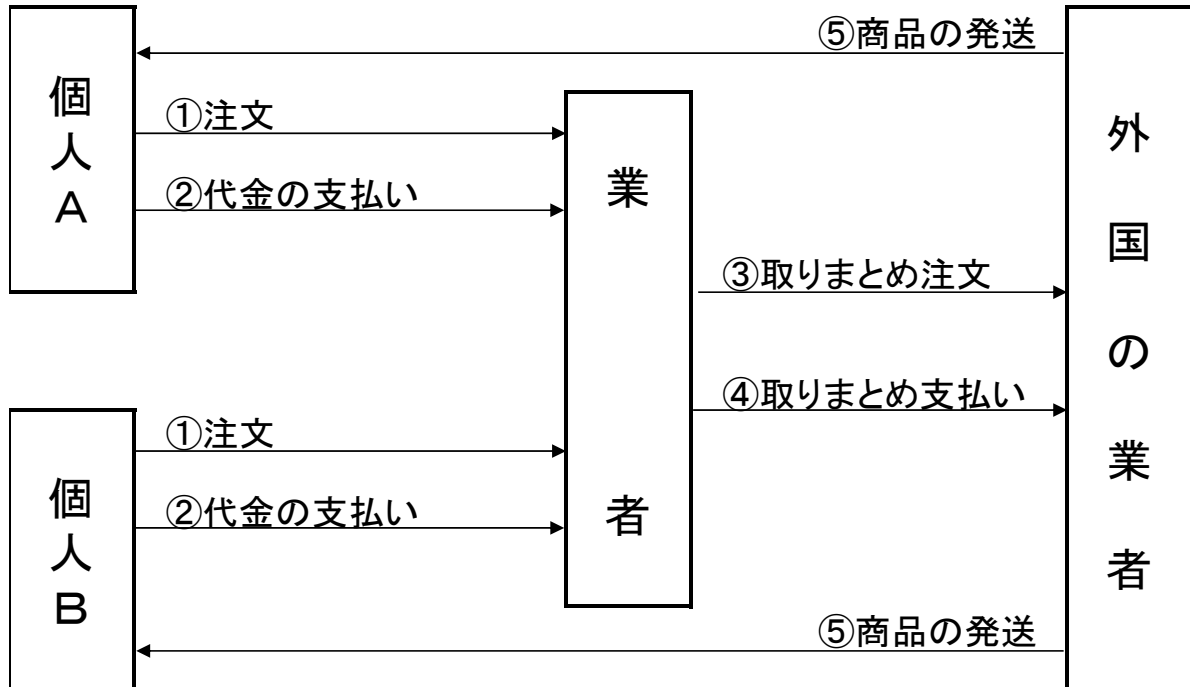 ⑤商品の発送
個人A
①注文
②代金の支払い
業者
外国の業者
③取りまとめ注文
④取りまとめ支払い
個人B
①注文
②代金の支払い
⑤商品の発送